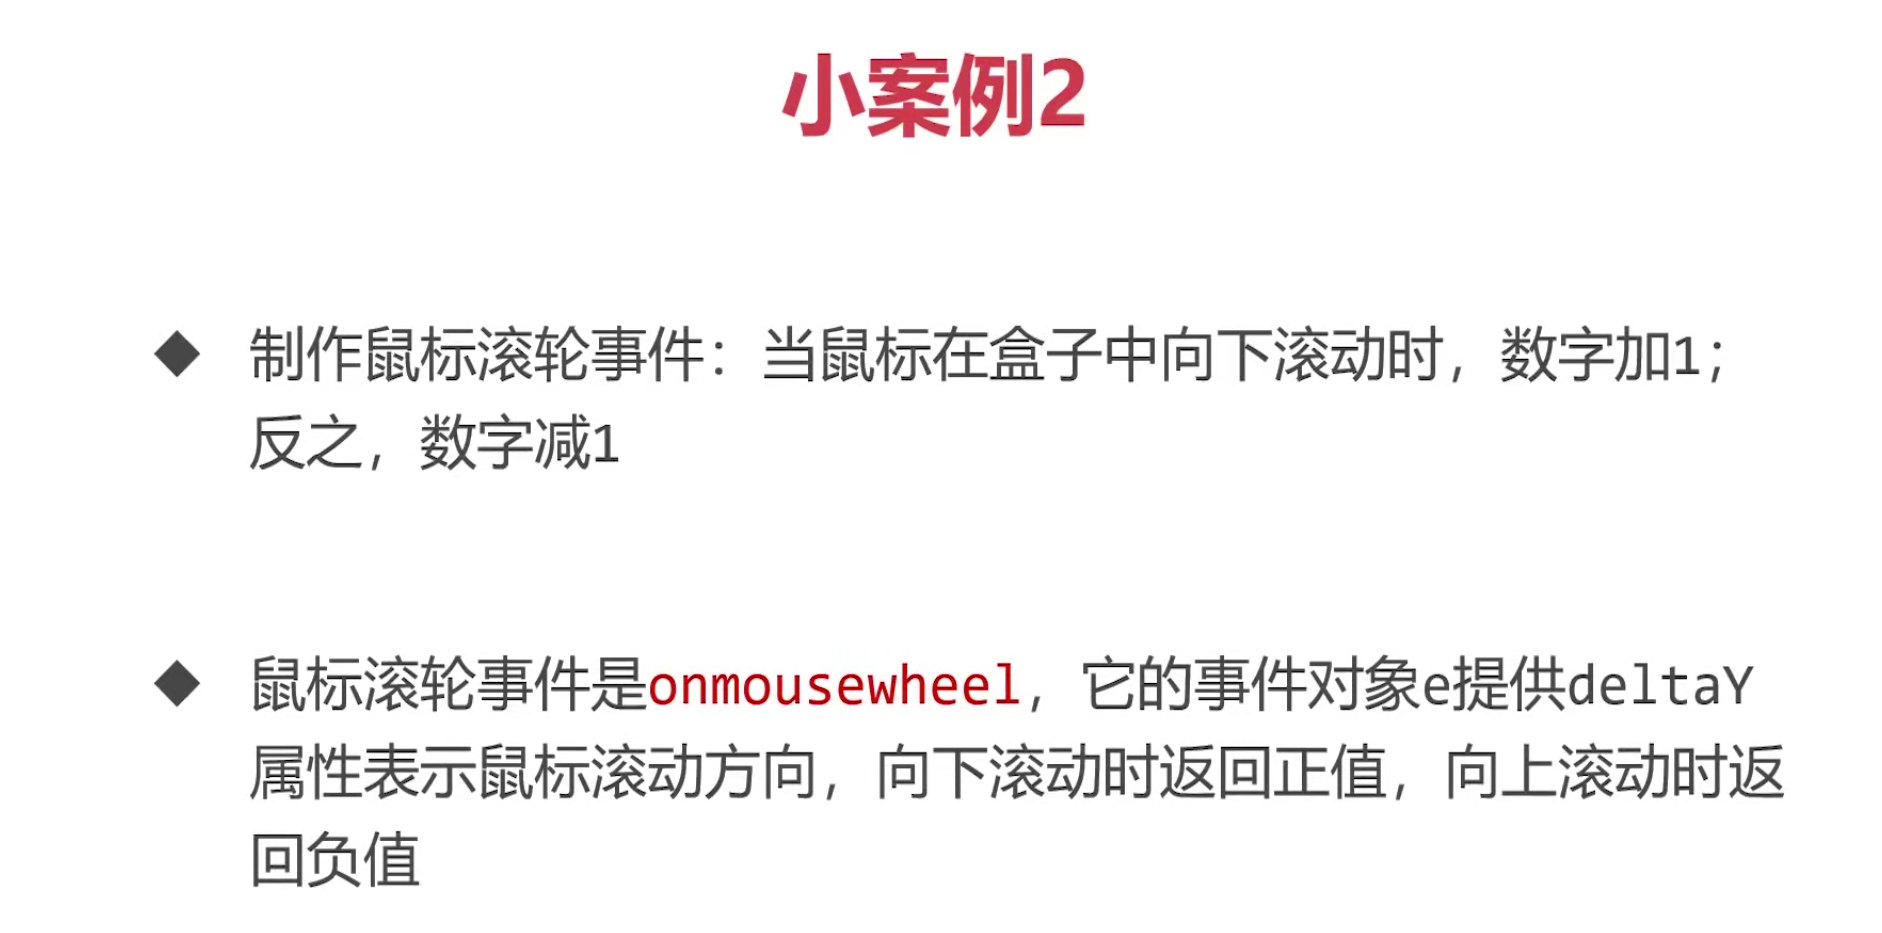 小案例2
◆ 制作鼠标滚轮事件：当鼠标在盒子中向下滚动时，数字加1；
反之，数字减1
◆ 鼠标滚轮事件是onmousewheel，它的事件对象e提供deltaY
属性表示鼠标滚动方向，向下滚动时返回正值，向上滚动时返
回负值